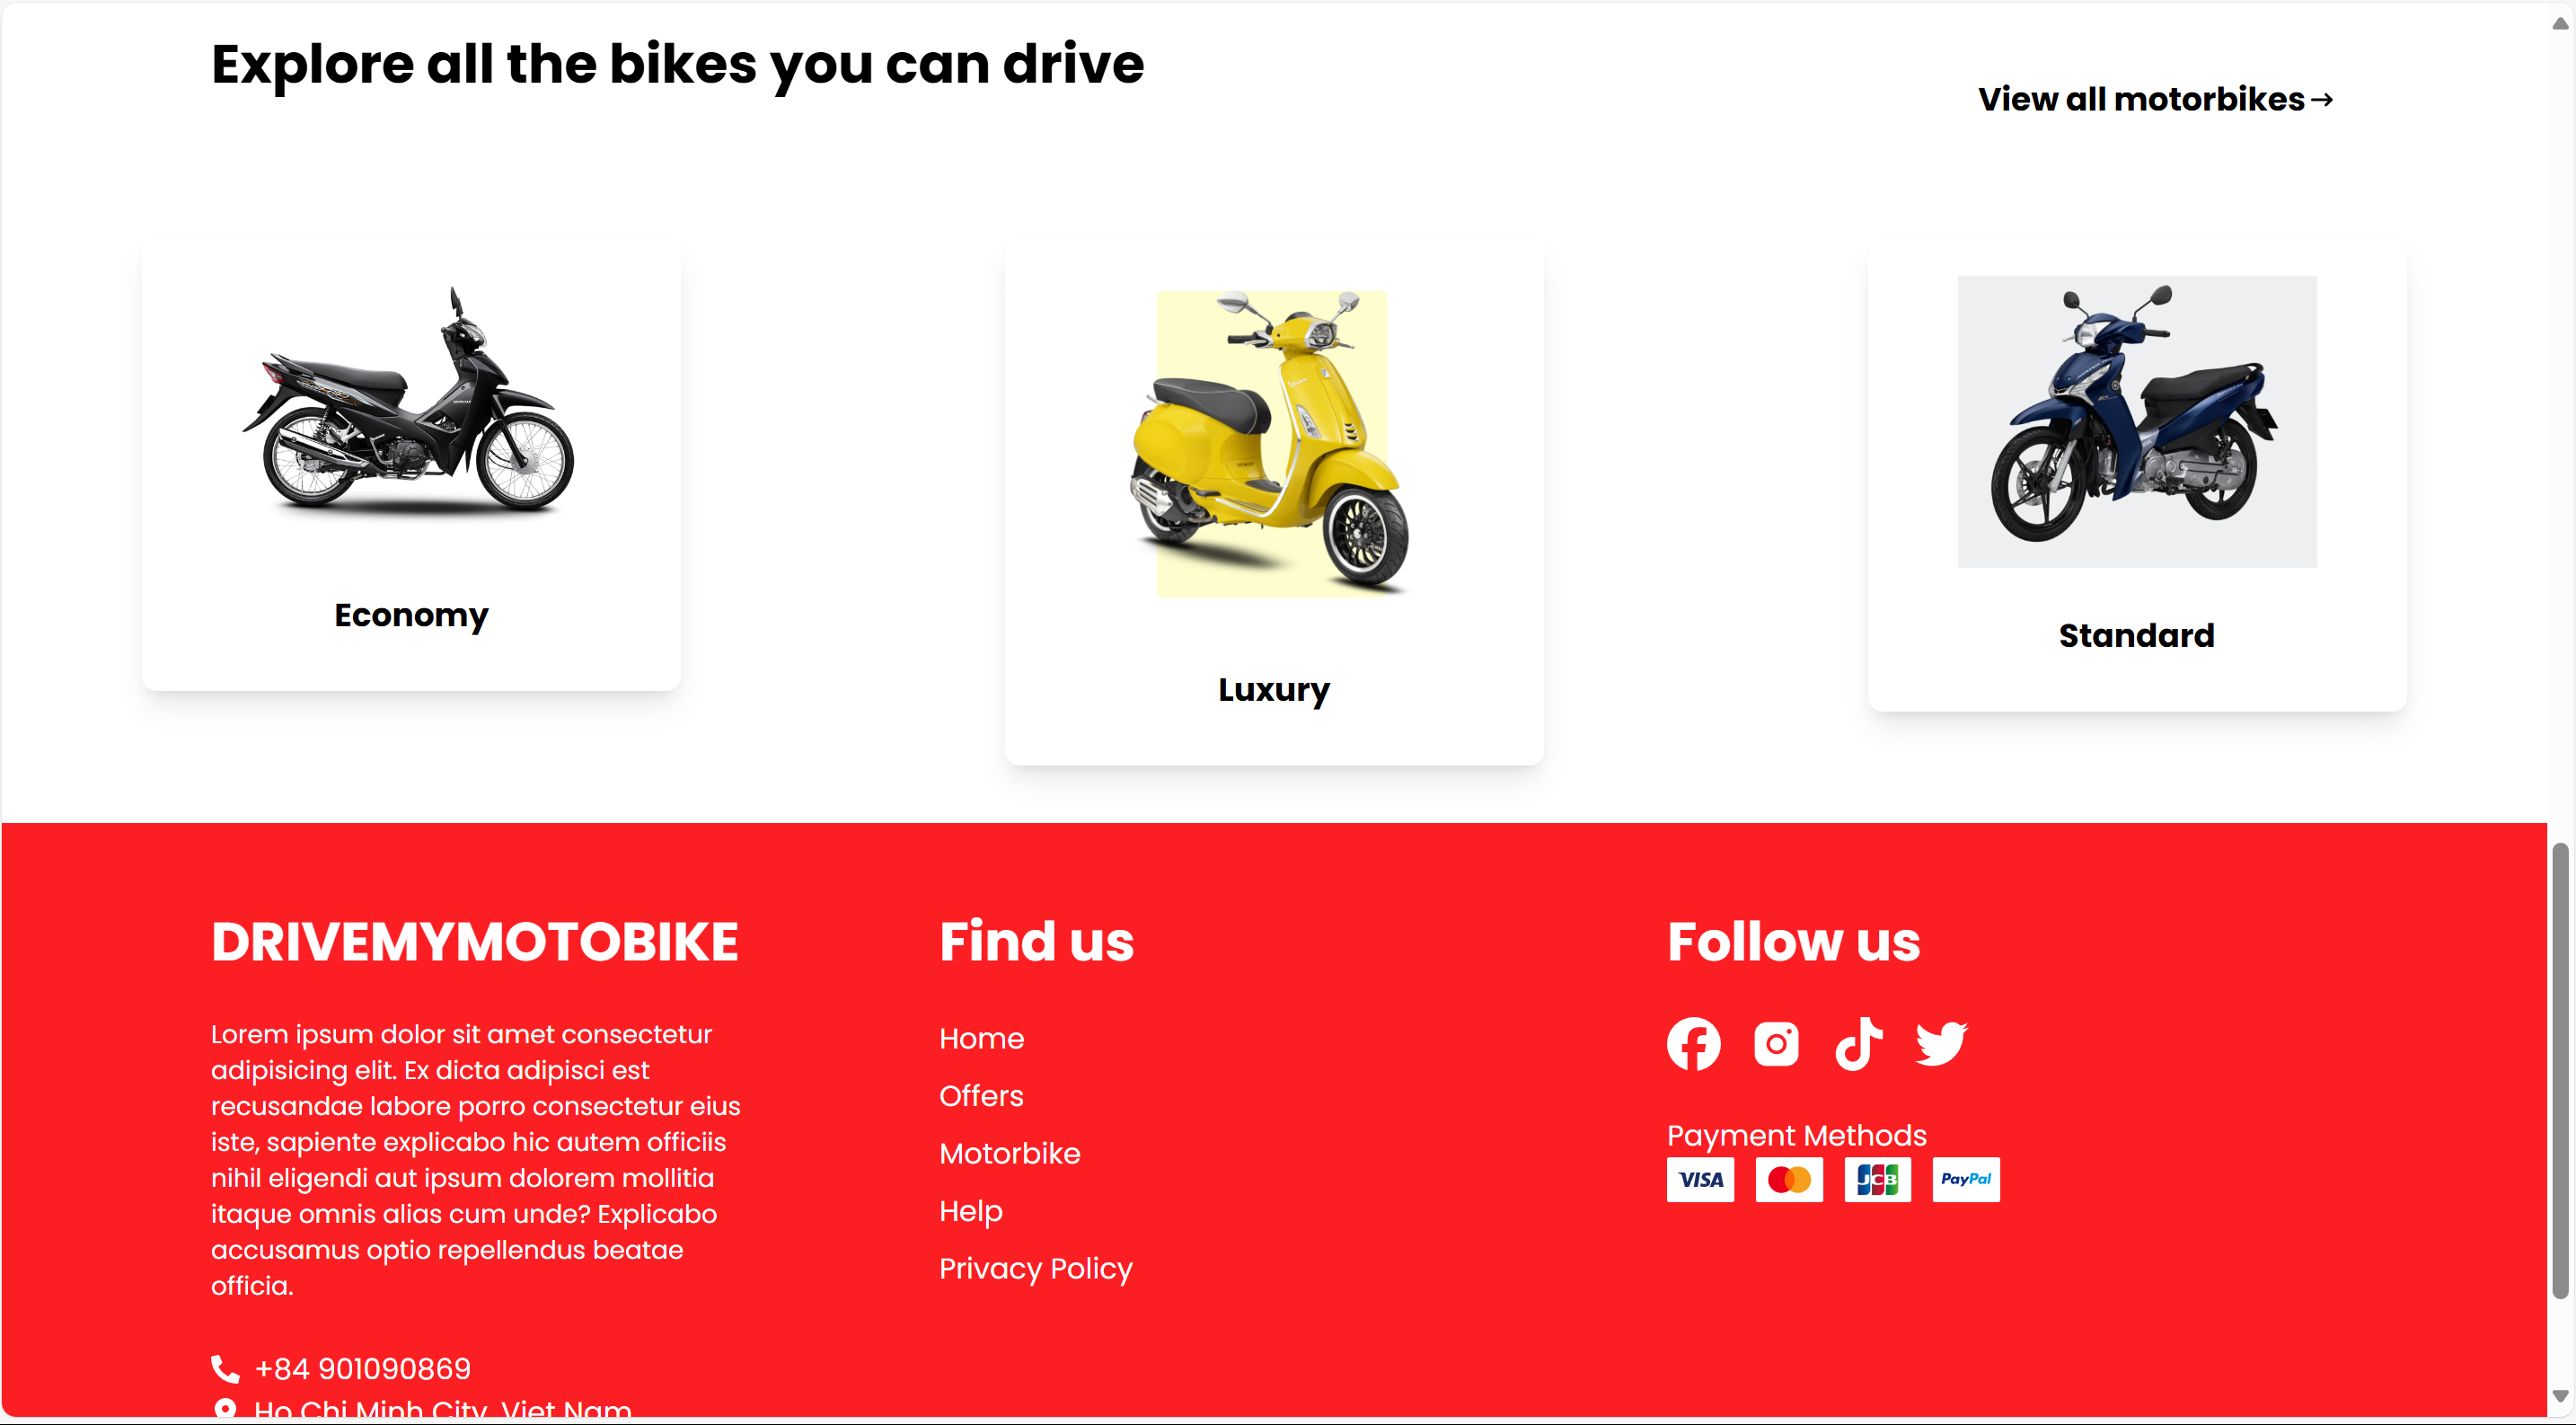 Explore all the bikes you can drive
View all motorbikes →
Economy
Luxury
Standard
DRIVEMYMOTOBIKE
Lorem ipsum dolor sit amet consectetur
adipisicing elit. Ex dicta adipisci est
recusandae labore porro consectetur eius
iste, sapiente explicabo hic autem officiis
nihil eligendi aut ipsum dolorem mollitia
itaque omnis alias cum unde? Explicabo
accusamus optio repellendus beatae
officia.
+84 901090869
Ho Chi Minh City, Viet Nam
Find us
Home
Offers
Motorbike
Help
Privacy Policy
Follow us
Payment Methods
VISA
JCB
PayPal